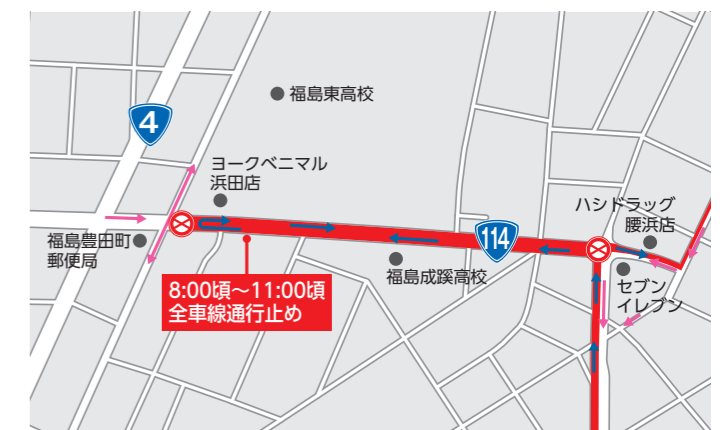 福島東高校
4
ヨークベニマル
浜田店
ハシドラッグ
腰浜店
114
福島豊田町
郵便局
福島成蹊高校
セブン
イレブン
8:00頃～11:00頃
全車線通行止め